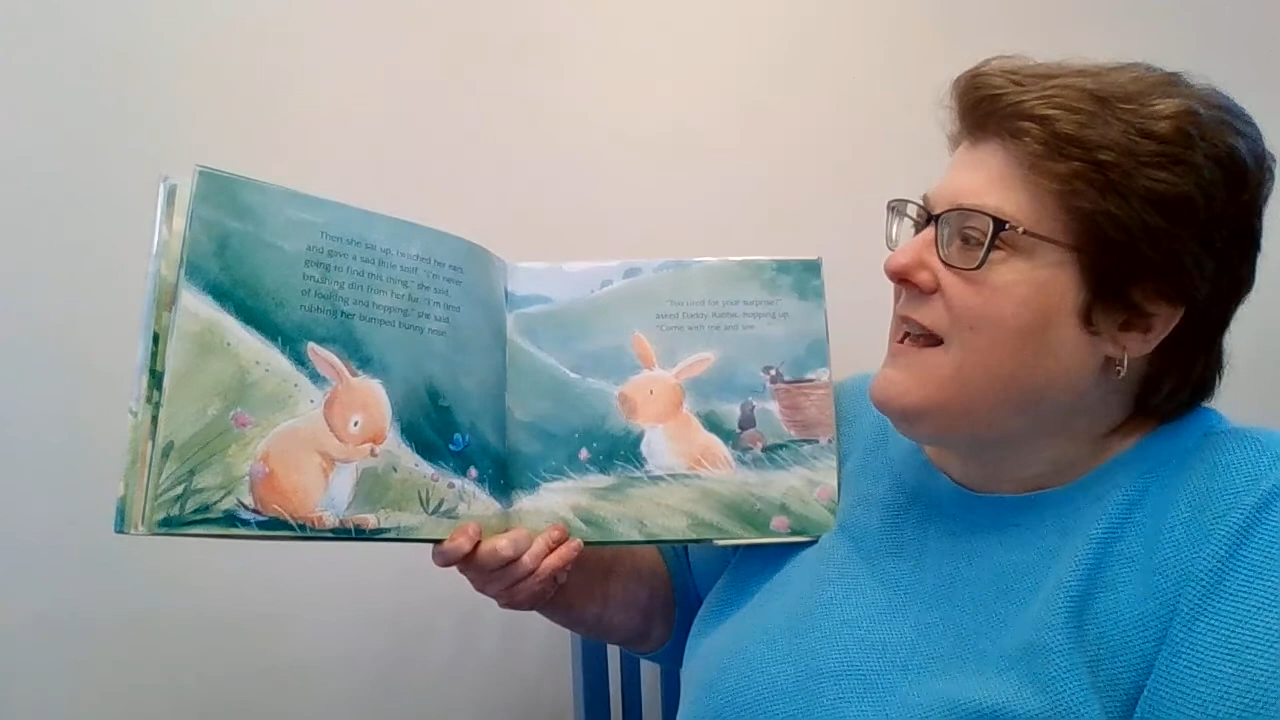 Then she sat up, twitched her ears,
and gave a sad little sniff. "I'm never
going to find this thing," she said,
brushing dirt from her fur. "I'm tired
of looking and hopping," she said,
rubbing her bumped bunny nose.
"Too tired for your surprise?"
asked Daddy Rabbit, hopping up.
"Come with me and see.